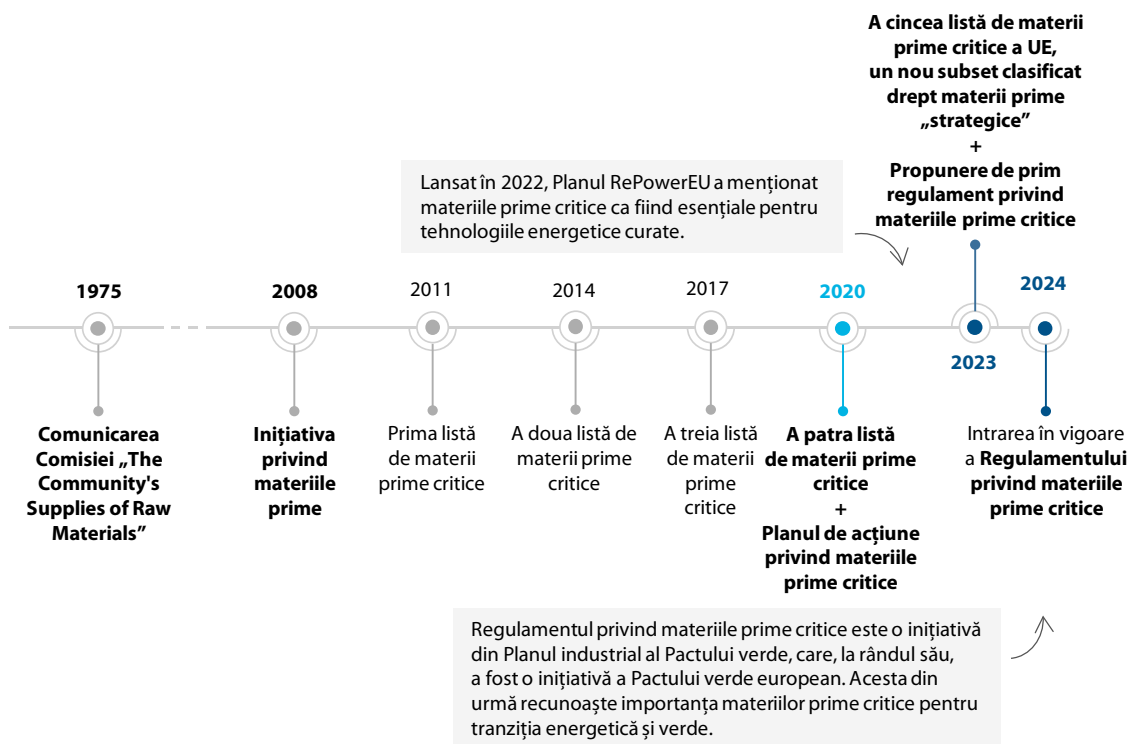 A cincea listă de materii
prime critice a UE,
un nou subset clasificat
drept materii prime
„strategice”
+
Propunere de prim
regulament privind
materiile prime critice
Lansat în 2022, Planul RePowerEU a menționat
materiile prime critice ca fiind esențiale pentru
tehnologiile energetice curate.
1975
2008
2011
2014
2017
2020
2023
2024
Comunicarea
Comisiei „The
Community's
Supplies of Raw
Materials”
Inițiativa
privind
materiile
prime
Prima listă
de materii
prime critice
A doua listă de
materii prime
critice
A treia listă
de materii
prime
critice
A patra listă
de materii prime
critice
+
Planul de acțiune
privind materiile
prime critice
Intrarea în vigoare
a Regulamentului
privind materiile
prime critice
Regulamentul privind materiile prime critice este o inițiativă
din Planul industrial al Pactului verde, care, la rândul său,
a fost o inițiativă a Pactului verde european. Acesta din
urmă recunoaște importanța materiilor prime critice pentru
tranziția energetică și verde.